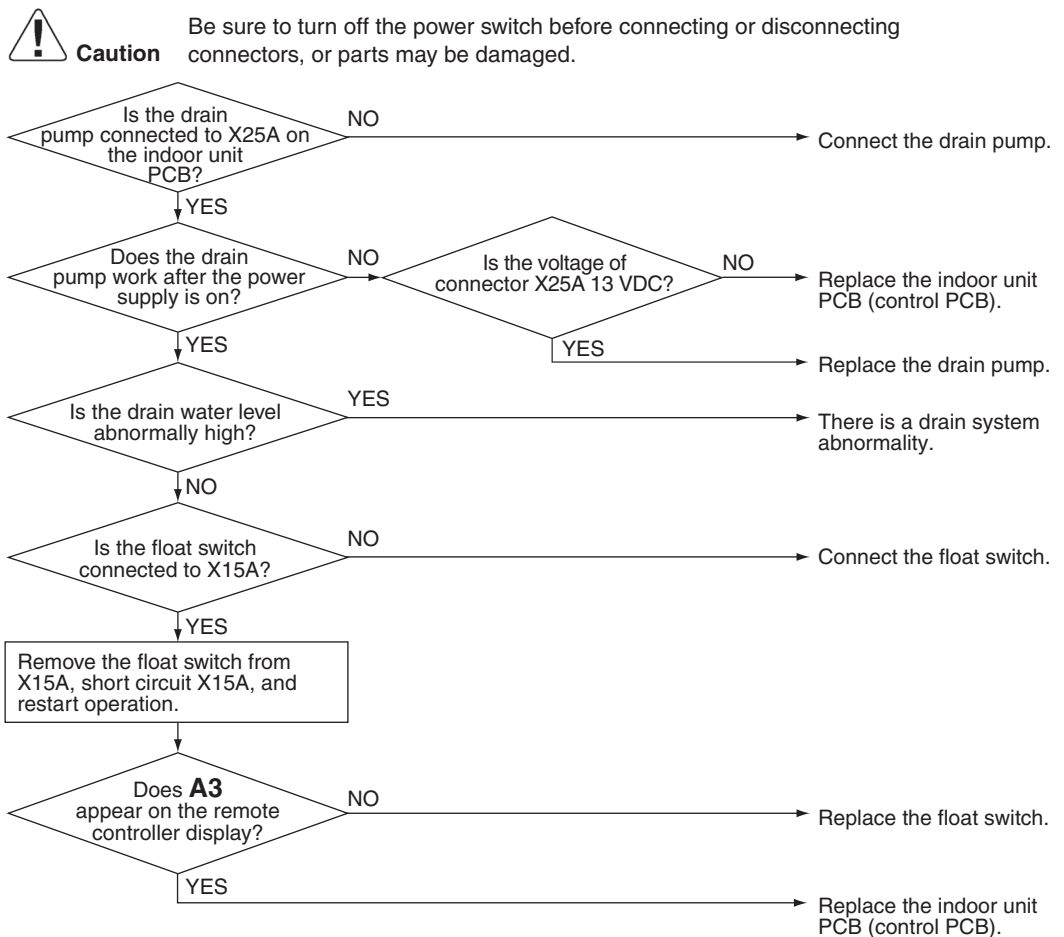 Be sure to turn off the power switch before connecting or disconnecting
Caution connectors, or parts may be damaged.
Is the drain
pump connected to X25A on
the indoor unit
PCB?
NO
Connect the drain pump.
YES
Does the drain
pump work after the power
supply is on?
NO
Is the voltage of
connector X25A 13 VDC?
NO
Replace the indoor unit
PCB (control PCB).
YES
Replace the drain pump.
YES
Is the drain water level
abnormally high?
YES
There is a drain system
abnormality.
NO
Is the float switch
connected to X15A?
NO
Connect the float switch.
YES
Remove the float switch from
X15A, short circuit X15A, and
restart operation.
Does A3
appear on the remote
controller display?
NO
Replace the float switch.
YES
Replace the indoor unit
PCB (control PCB).